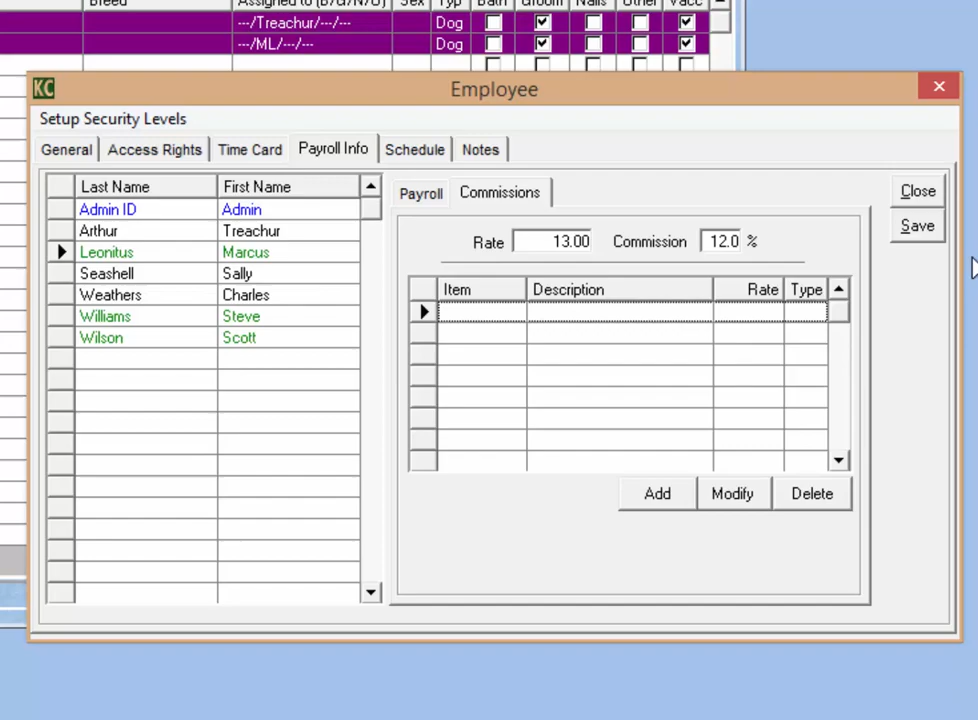 Breed Assigned to (B/G/N/O) Sex Typ Bath Groom Nails Other Vacc
---/Treachur/---/--- Dog
---/ML/---/--- Dog
KC Employee
Setup Security Levels
General Access Rights Time Card Payroll Info Schedule Notes
Last Name First Name
Admin ID Admin
Arthur Treachur
Leonitus Marcus
Seashell Sally
Weathers Charles
Williams Steve
Wilson Scott
Payroll Commissions
Rate 13.00 Commission 12.0 %
Item Description Rate Type
Add Modify Delete
Close
Save